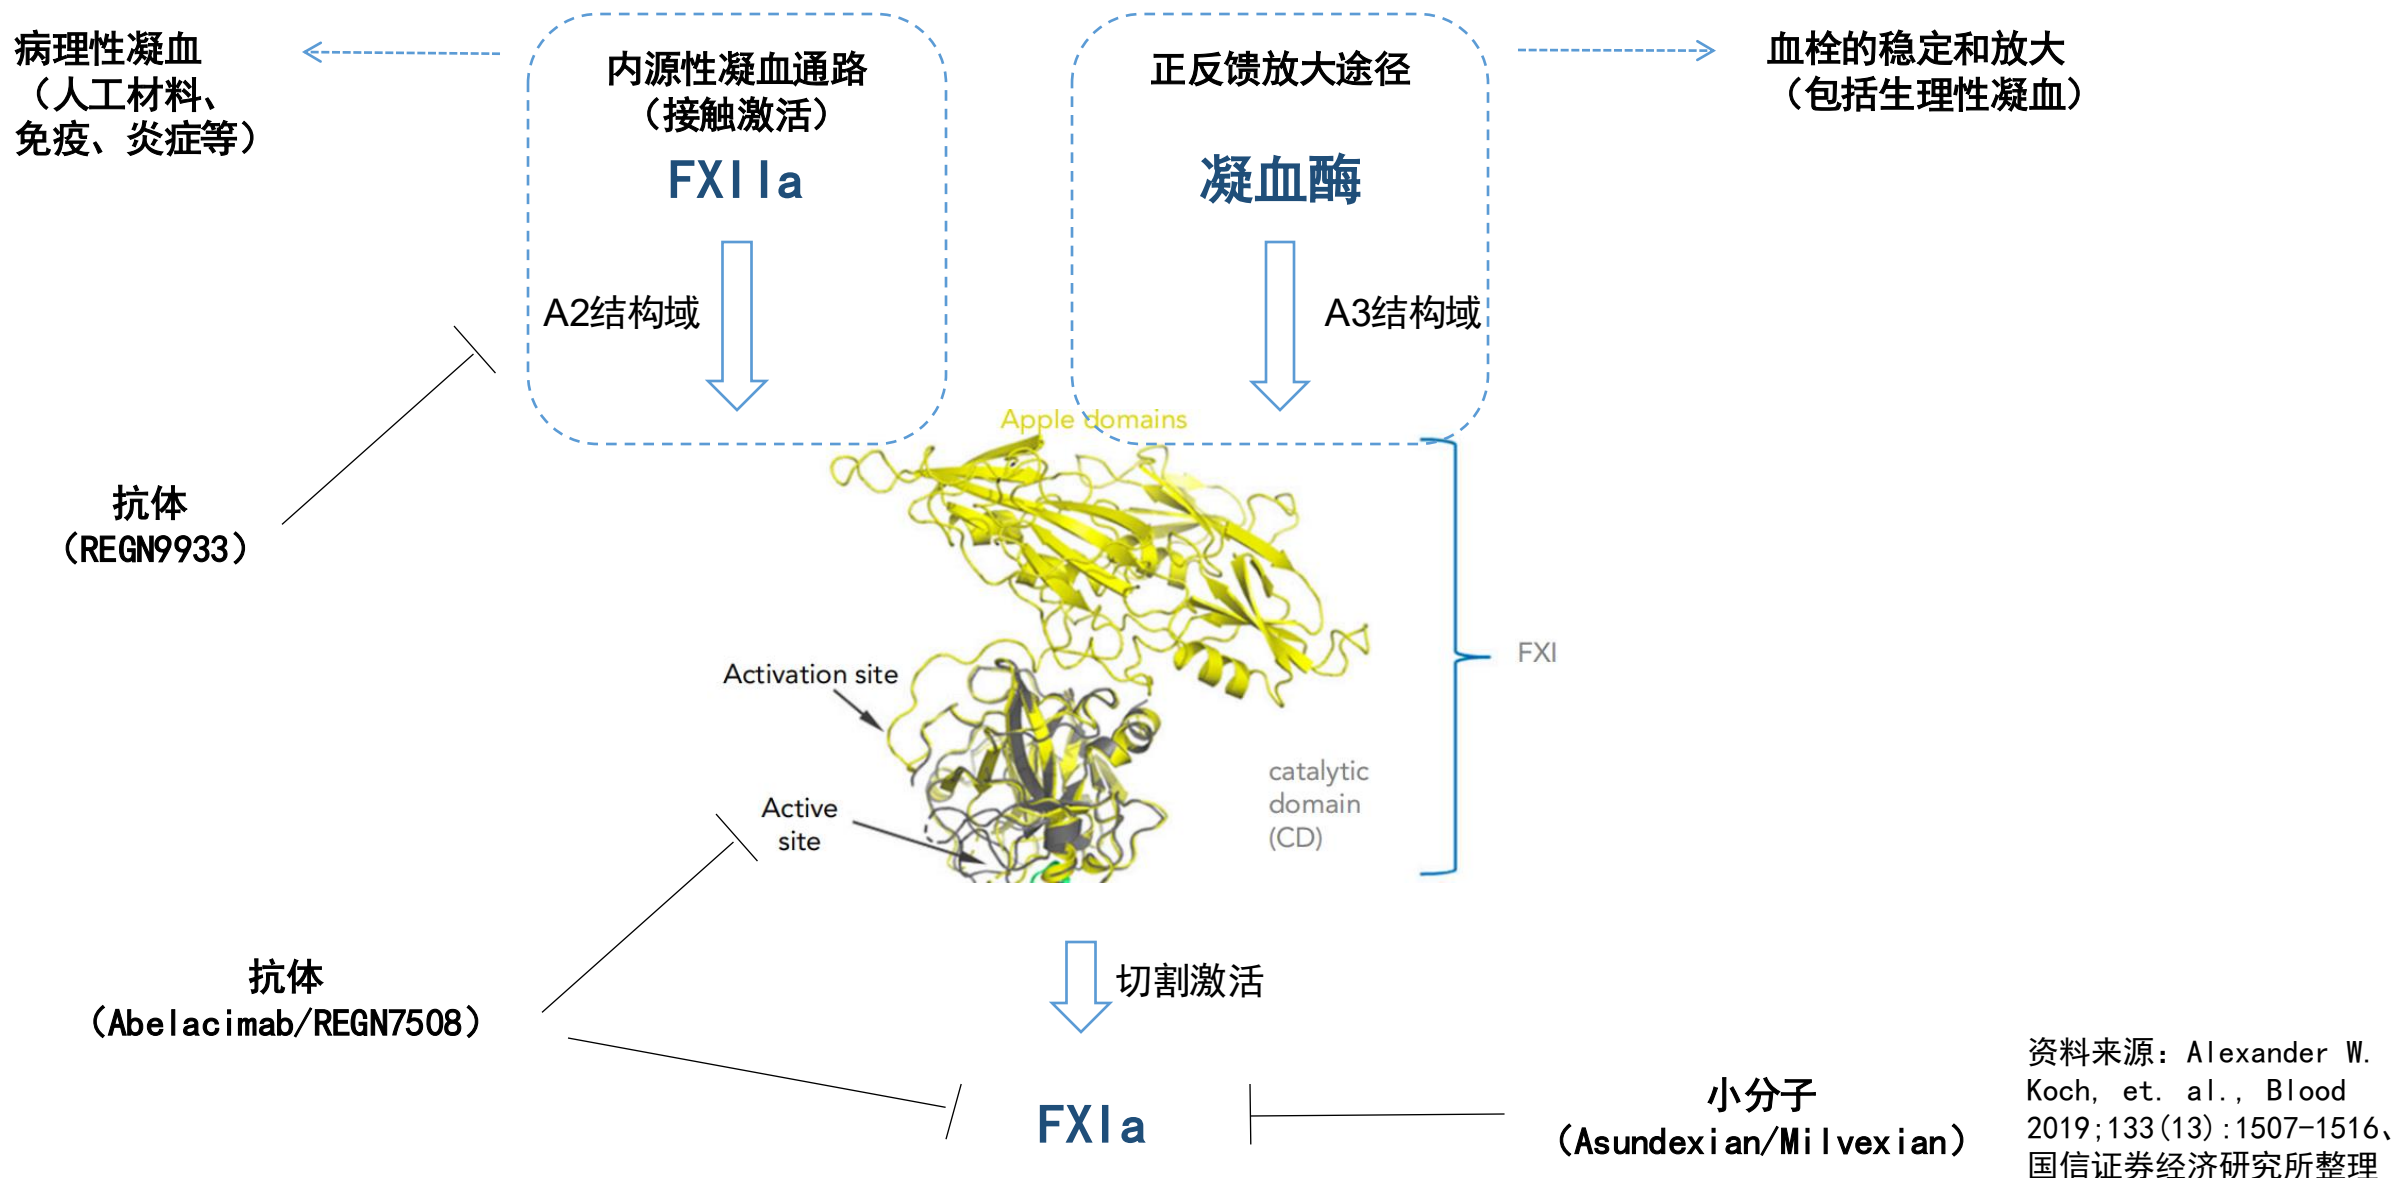 病理性凝血
（人工材料、
免疫、炎症等）
内源性凝血通路
（接触激活）
FXIIa
A2结构域
正反馈放大途径
凝血酶
A3结构域
血栓的稳定和放大
（包括生理性凝血）
Apple domains
抗体
（REGN9933）
FXI
Activation site
catalytic
domain
(CD)
Active
site
抗体
（Abelacimab/REGN7508）
切割激活
FXIa
小分子
（Asundexian/Milvexian）
资料来源：Alexander W.
Koch, et. al., Blood
2019;133(13):1507-1516、
国信证券经济研究所整理